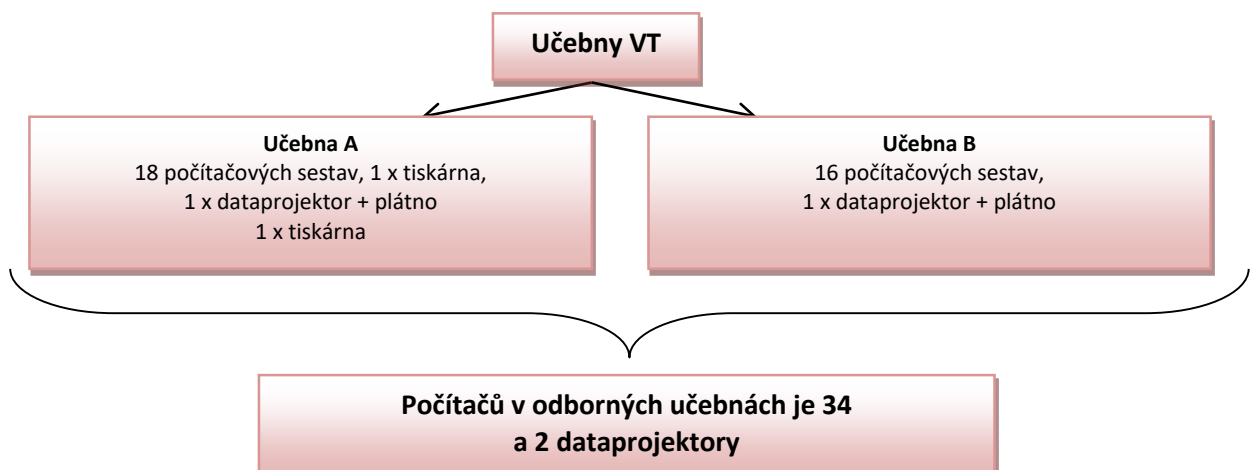 Učebny VT
Učebna A
18 počítačových sestav, 1 x tiskárna,
1 x dataprojektor + plátno
1 x tiskárna
Učebna B
16 počítačových sestav,
1 x dataprojektor + plátno
Počítačů v odborných učebnách je 34
a 2 dataprojektory